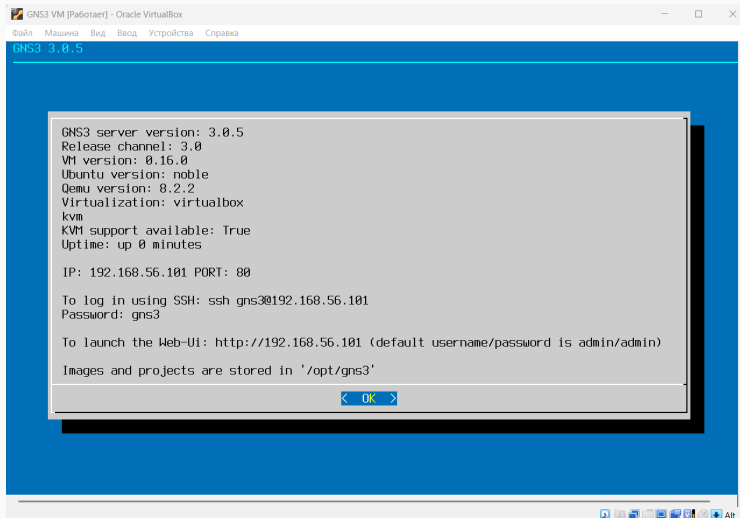 GNS3 VM [Работает] - Oracle VirtualBox
Файл Машина Вид Ввод Устройства Справка
GNS3 3.0.5
GNS3 server version: 3.0.5
Release channel: 3.0
VM version: 0.16.0
Ubuntu version: noble
Qemu version: 8.2.2
Virtualization: virtualbox
kvm
KVM support available: True
Uptime: up 0 minutes
IP: 192.168.56.101 PORT: 80
To log in using SSH: ssh gns3@192.168.56.101
Password: gns3
To launch the Web-Ui: http://192.168.56.101 (default username/password is admin/admin)
Images and projects are stored in '/opt/gns3'
< OK >
Alt